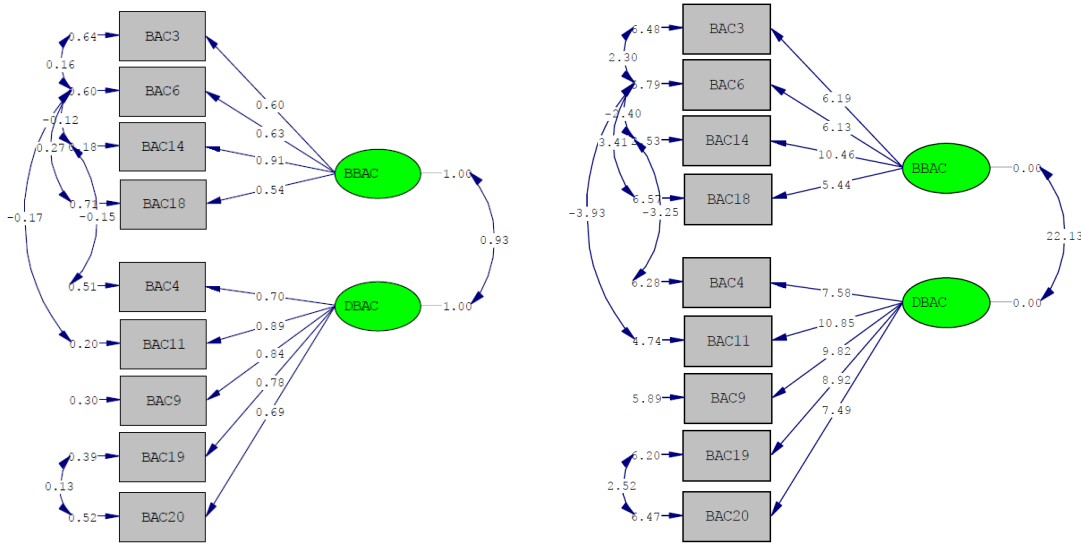 0.64 BAC3
0.16
0.60 BAC6
0.60
-0.12
0.63
0.27 0.18 BAC14
0.91 BBAC 1.00
0.54
0.71 BAC18
-0.17 -0.15
0.93
0.51 BAC4
0.70 DBAC 1.00
0.89
0.20 BAC11
0.84
0.78
0.30 BAC9
0.69
0.39 BAC19
0.13
0.52 BAC20
6.48 BAC3
2.30
BAC6
6.19
-2.40
6.13
3.41 BAC14
10.46 BBAC 0.00
5.44
6.57 BAC18
-3.93 -3.25
22.13
6.28 BAC4
7.58 DBAC 0.00
10.85
4.74 BAC11
9.82
8.92
5.89 BAC9
7.49
6.20 BAC19
2.52
6.47 BAC20